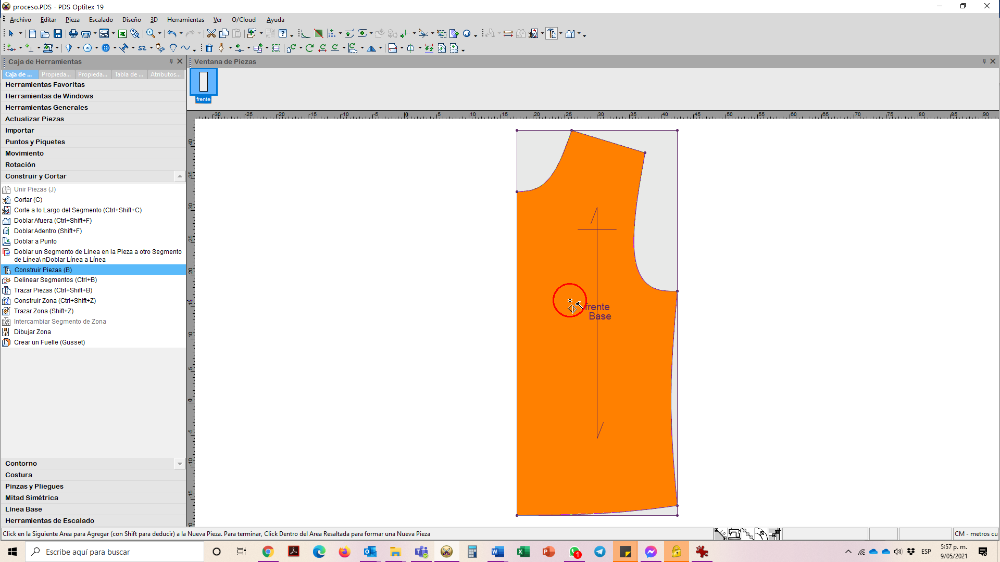 proceso.PDS - PDS Optitex 19
Archivo Editar Pieza Escalado Diseño 3D Herramientas Ver O/Cloud Ayuda
Caja de Herramientas
Ventana de Piezas
Caja de ... Propieda... Propieda... Tabla de ... Atributos...
Herramientas Favoritas
Herramientas de Windows
Herramientas Generales
Actualizar Piezas
Importar
Puntos y Piquetes
Movimiento
Rotación
Construir y Cortar
Unir Piezas (J)
Cortar (C)
Corte a lo Largo del Segmento (Ctrl+Shift+C)
Doblar Afuera (Ctrl+Shift+F)
Doblar Adentro (Shift+F)
Doblar a Punto
Doblar un Segmento de Línea en la Pieza a otro Segmento
de Línea\ nDoblar Línea a Línea
Construir Piezas (B)
Delinear Segmentos (Ctrl+B)
Trazar Piezas (Ctrl+Shift+B)
Construir Zona (Ctrl+Shift+Z)
Trazar Zona (Shift+Z)
Intercambiar Segmento de Zona
Dibujar Zona
Crear un Fuelle (Gusset)
Contorno
Costura
Pinzas y Pliegues
Mitad Simétrica
Línea Base
Herramientas de Escalado
frente
-30 -25 -20 -15 -10 -5 0 5 10 15 20 25 30 35 40 45 50 55 60 65 70 75 80 85 90
40
35
30
25
20
15
10
5
0
-5
-10
-15
frente
Base
Click en la Siguiente Area para Agregar (con Shift para deducir) a la Nueva Pieza. Para terminar, Click Dentro del Area Resaltada para formar una Nueva Pieza
CM - metros cu
Escribe aquí para buscar
1
ESP
5:57 p. m.
9/05/2021